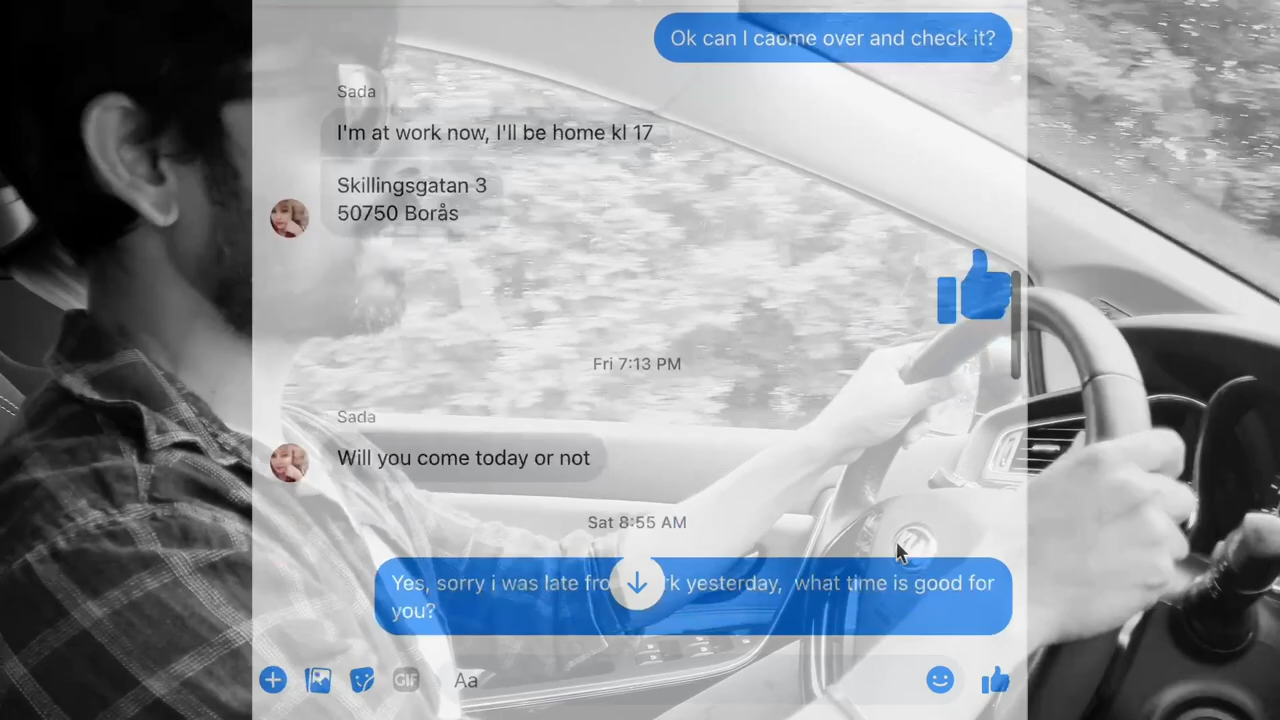 Ok can I caome over and check it?
Sada
I'm at work now, I'll be home kl 17
Skillingsgatan 3
50750 Borås
Fri 7:13 PM
Sada
Will you come today or not
Sat 8:55 AM
Yes, sorry i was late yesterday, what time is good for
you?
GIF
Aa